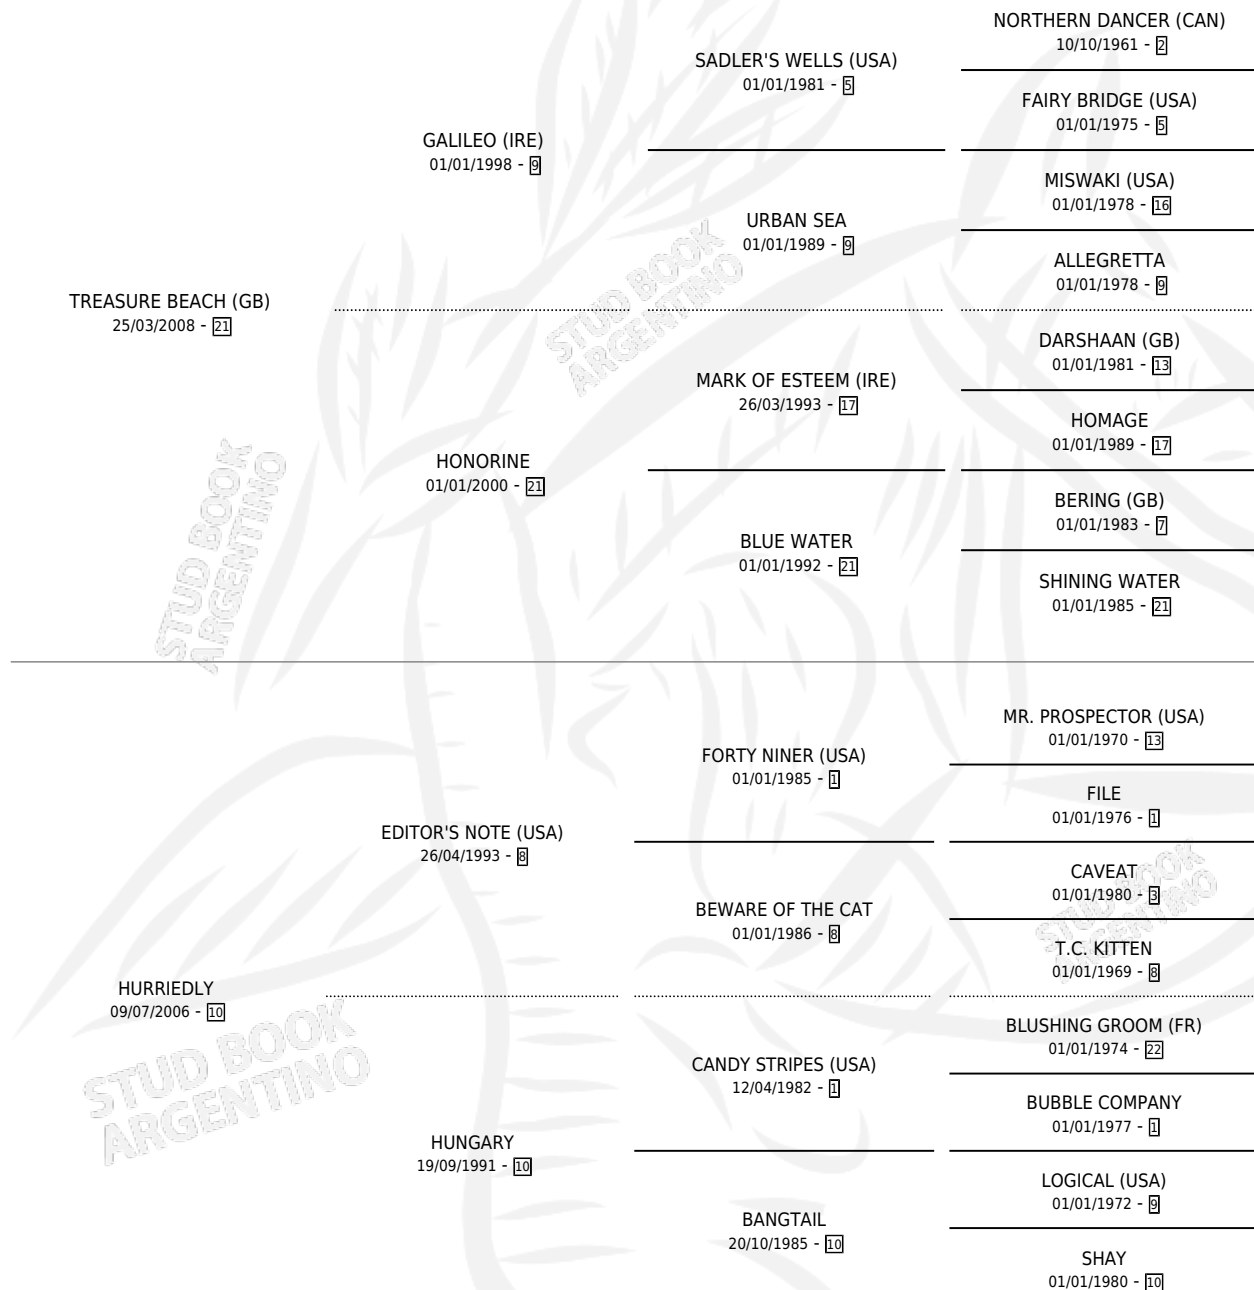 NORTHERN DANCER (CAN)
10/10/1961 - 2
SADLER'S WELLS (USA)
01/01/1981 - 5
FAIRY BRIDGE (USA)
01/01/1975 - 5
GALILEO (IRE)
01/01/1998 - 9
MISWAKI (USA)
01/01/1978 - 16
URBAN SEA
01/01/1989 - 9
ALLEGRETTA
01/01/1978 - 9
TREASURE BEACH (GB)
25/03/2008 - 21
STUD BOOK
ARGENTINO
DARSHAAN (GB)
01/01/1981 - 13
MARK OF ESTEEM (IRE)
26/03/1993 - 17
HOMAGE
01/01/1989 - 17
HONORINE
01/01/2000 - 21
BERING (GB)
01/01/1983 - 7
BLUE WATER
01/01/1992 - 21
SHINING WATER
01/01/1985 - 21
STUD BOOK
ARGENTINO
MR. PROSPECTOR (USA)
01/01/1970 - 13
FORTY NINER (USA)
01/01/1985 - 1
FILE
01/01/1976 - 1
EDITOR'S NOTE (USA)
26/04/1993 - 8
CAVEAT
01/01/1980 - 3
BEWARE OF THE CAT
01/01/1986 - 8
STUD BOOK
ARGENTINO
T.C. KITTEN
01/01/1969 - 8
HURRIEDLY
09/07/2006 - 10
BLUSHING GROOM (FR)
01/01/1974 - 22
CANDY STRIPES (USA)
12/04/1982 - 1
STUD BOOK
ARGENTINO
BUBBLE COMPANY
01/01/1977 - 1
HUNGARY
19/09/1991 - 10
LOGICAL (USA)
01/01/1972 - 9
BANGTAIL
20/10/1985 - 10
SHAY
01/01/1980 - 10